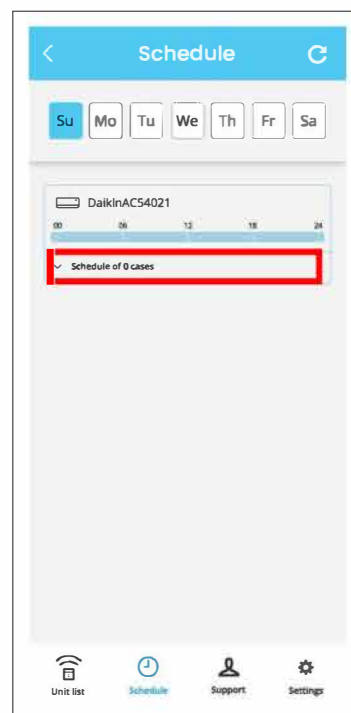 Schedule
Su Mo Tu We Th Fr Sa
DaikInAC54021
00 06 12 18 24
Schedule of 0 cases
Unit list Schedule Support Settings